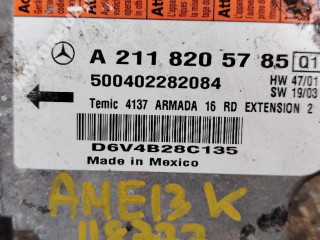 A 211 820 57 85 Q1
500402282084
HW 47/01
SW 19/03
Temic 4137 ARMADA 16 RD EXTENSION 2
D6V4B28C135
Made in Mexico
AME13 K